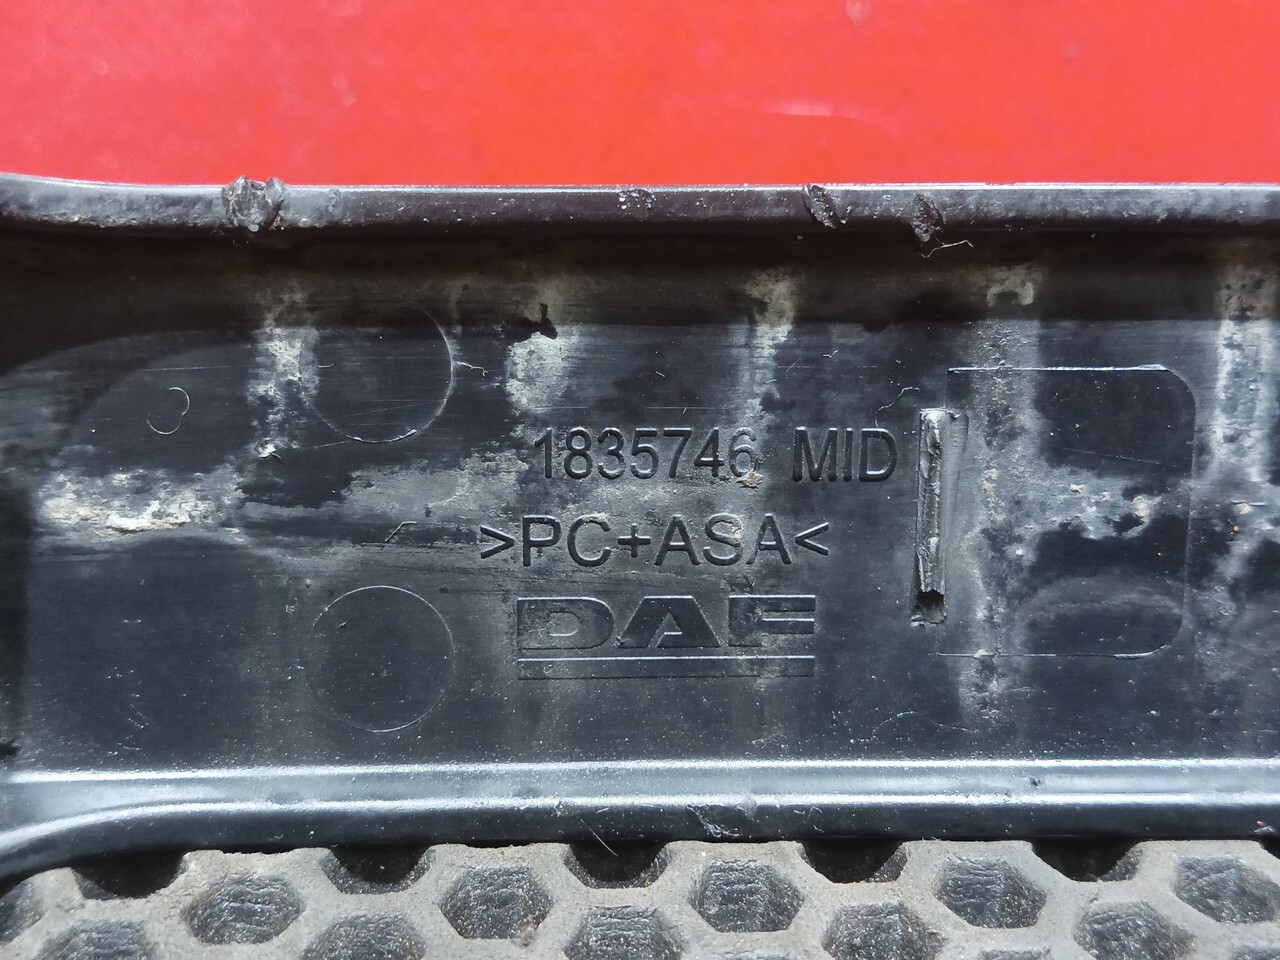 1835746 MID
>PC+ASA<
DAF